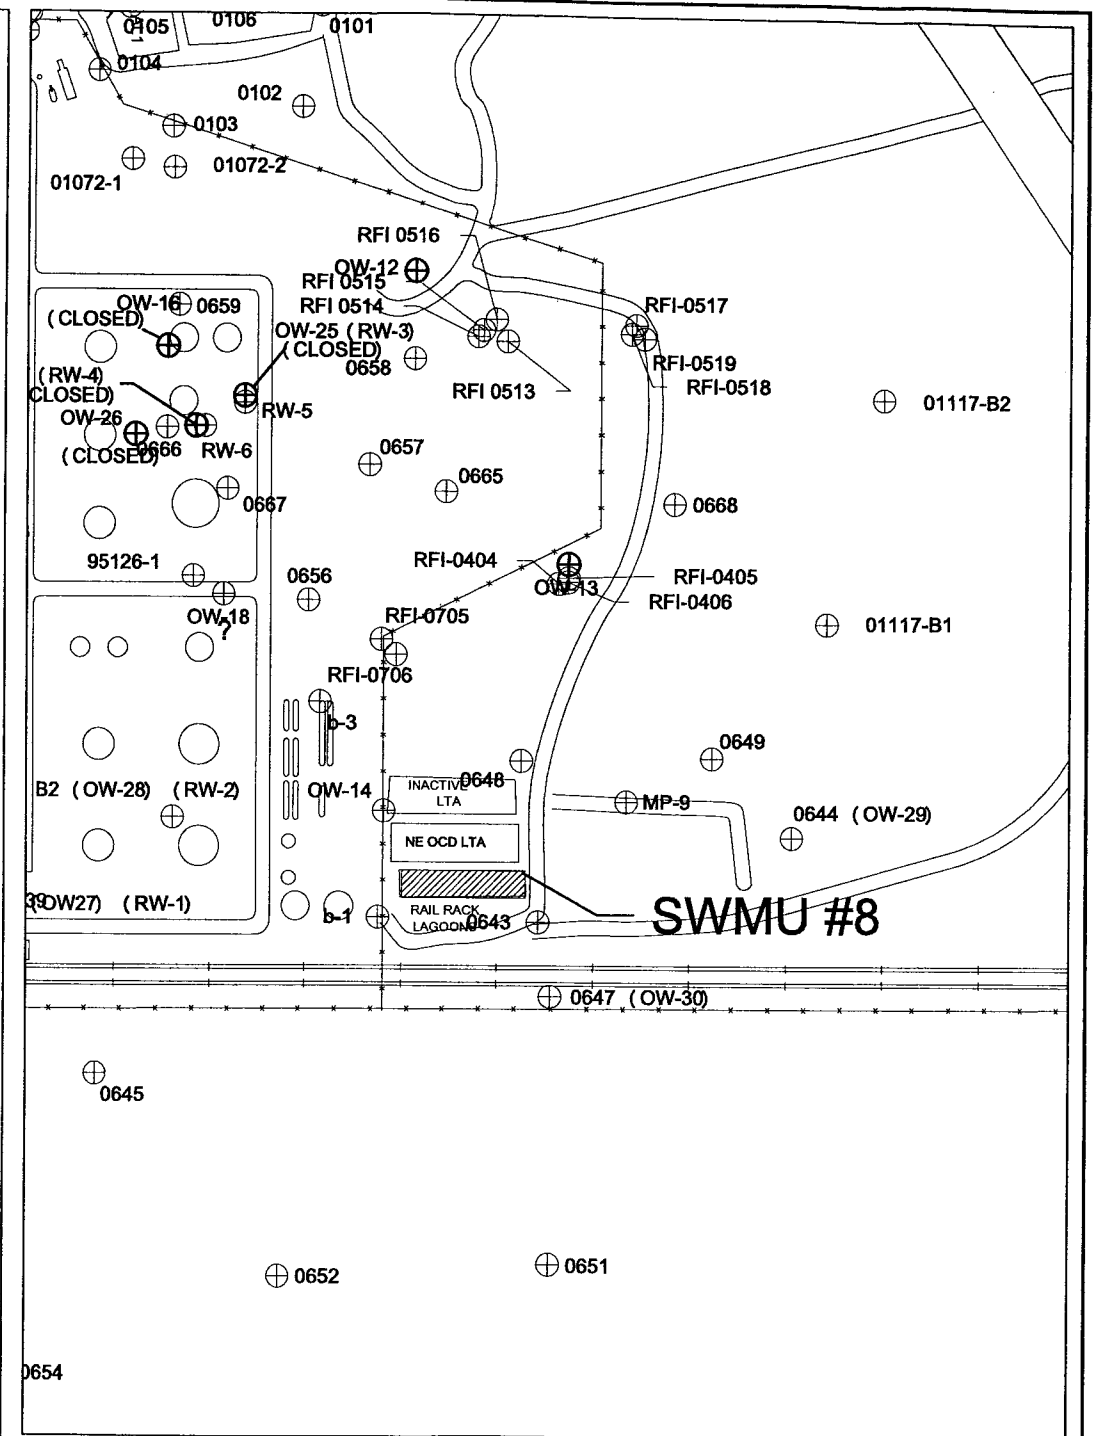 0105
0106
0101
0104
0102
0103
01072-1
01072-2
RFI 0516
OW-12
RFI 0515
RFI 0514
OW-16
(CLOSED)
0659
OW-25 (RW-3)
(CLOSED)
0658
RFI-0517
RFI-0519
RFI-0518
RFI 0513
(RW-4)
CLOSED)
RW-5
01117-B2
OW-26
0666
RW-6
(CLOSED)
0657
0665
0667
0668
95126-1
RFI-0404
OW-13
RFI-0405
RFI-0406
0656
OW-18
?
RFI-0705
01117-B1
RFI-0706
b-3
0649
0648
INACTIVE
LTA
B2 (OW-28) (RW-2)
OW-14
MP-9
0644 (OW-29)
NE OCD LTA
39
(OW27) (RW-1)
b-1
RAIL RACK
LAGOONS
0643
SWMU #8
0647 (OW-30)
0645
0652
0651
0654